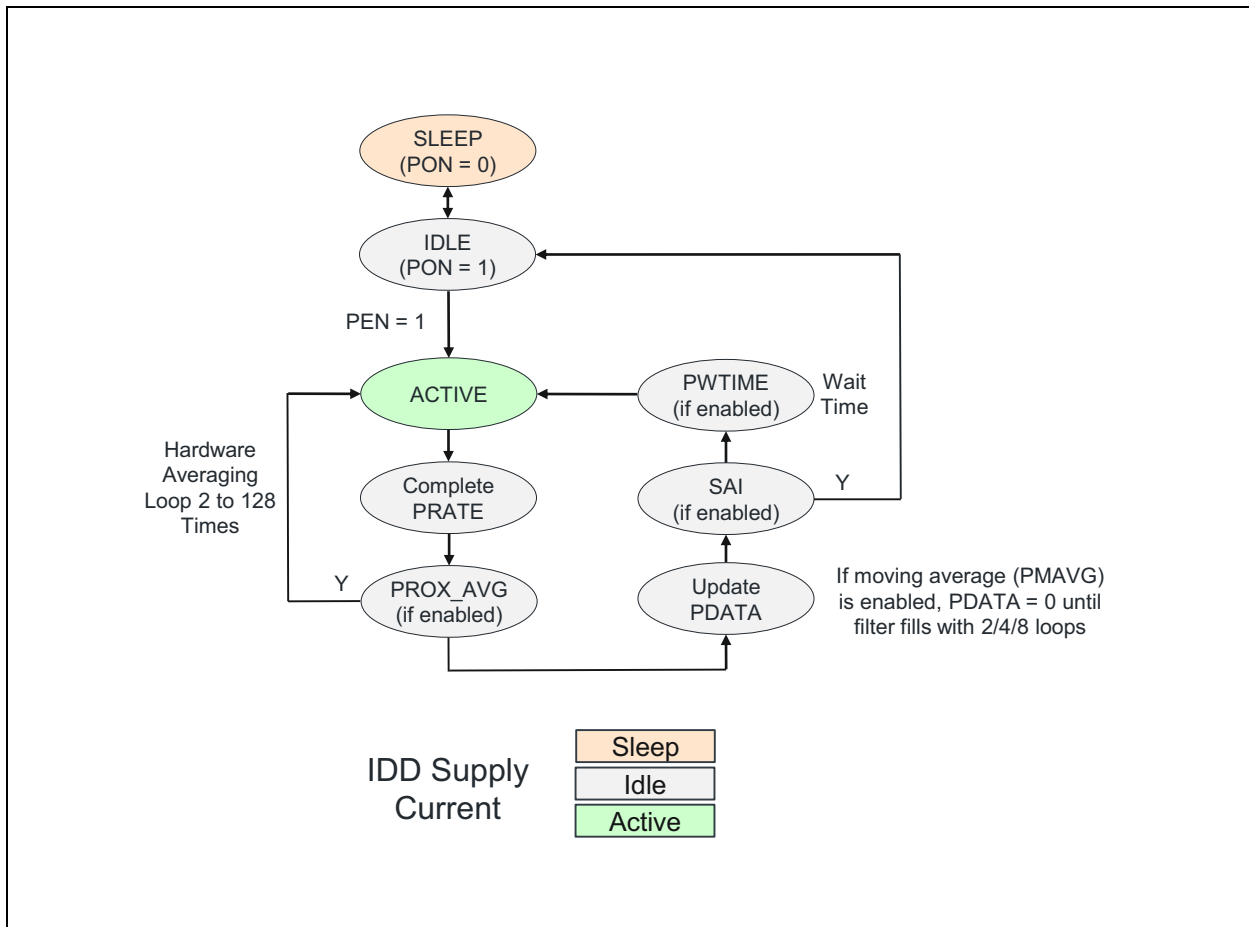 SLEEP
(PON = 0)
IDLE
(PON = 1)
PEN = 1
ACTIVE
PWTIME
(if enabled)
Wait
Time
Hardware
Averaging
Loop 2 to 128
Times
Complete
PRATE
SAI
(if enabled)
Y
Y
PROX_AVG
(if enabled)
Update
PDATA
If moving average (PMAVG)
is enabled, PDATA = 0 until
filter fills with 2/4/8 loops
IDD Supply
Current
Sleep
Idle
Active